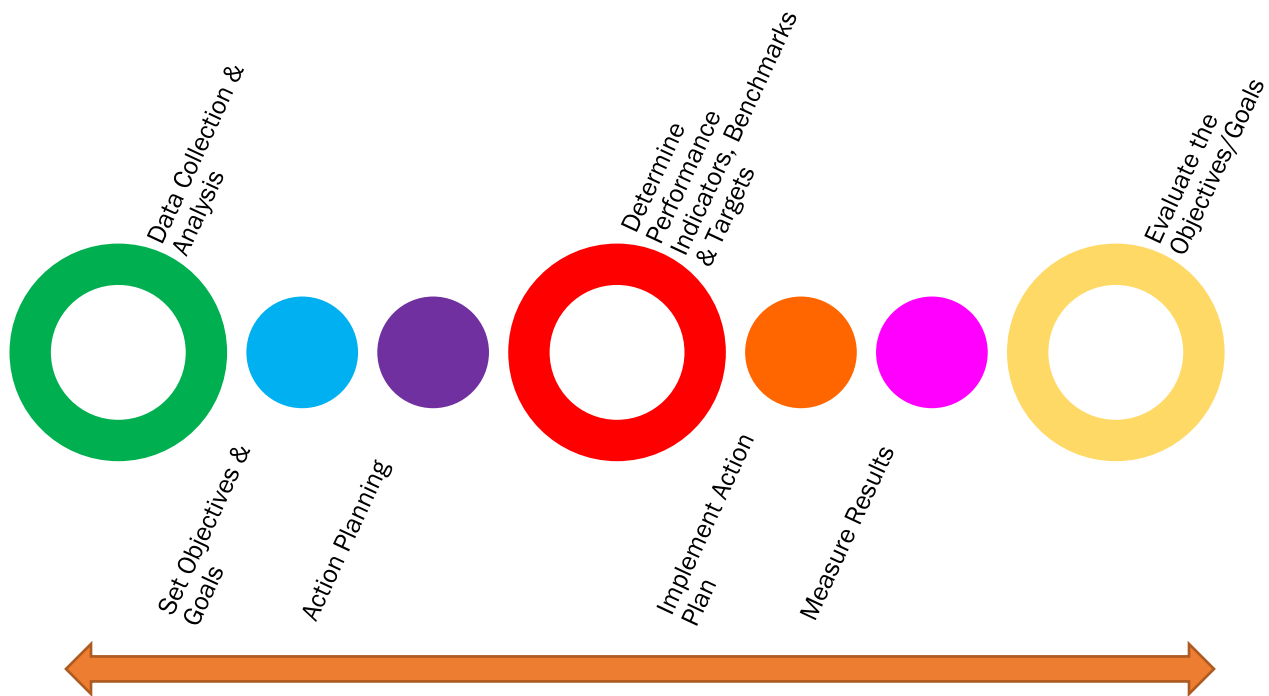 Data Collection &
Analysis
Set Objectives &
Goals
Action Planning
Determine
Performance
Indicators, Benchmarks
& Targets
Implement Action
Plan
Measure Results
Evaluate the
Objectives/Goals